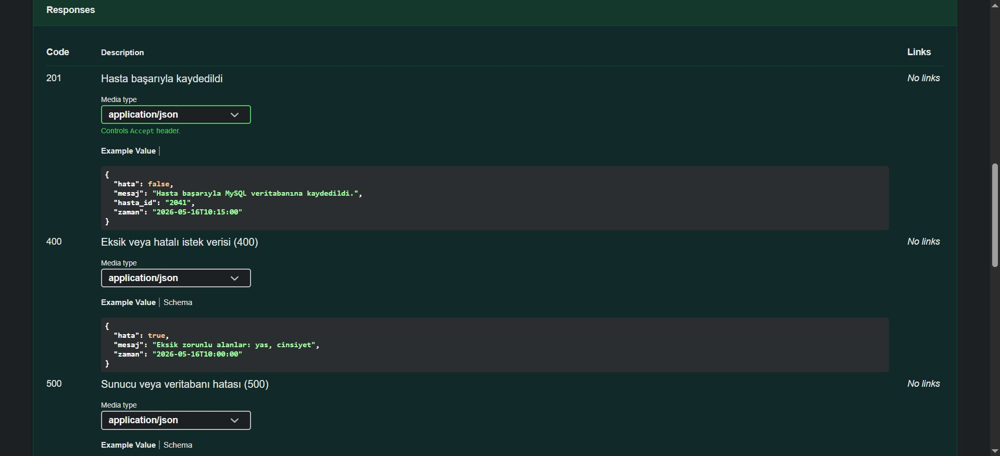 Responses
Code Description Links
201 Hasta başarıyla kaydedildi No links
Media type
application/json
Controls Accept header.
Example Value
{
  "hata": false,
  "mesaj": "Hasta başarıyla MySQL veritabanına kaydedildi.",
  "hasta_id": "2041",
  "zaman": "2026-05-16T10:15:00"
}
400 Eksik veya hatalı istek verisi (400) No links
Media type
application/json
Example Value | Schema
{
  "hata": true,
  "mesaj": "Eksik zorunlu alanlar: yas, cinsiyet",
  "zaman": "2026-05-16T10:00:00"
}
500 Sunucu veya veritabanı hatası (500) No links
Media type
application/json
Example Value | Schema